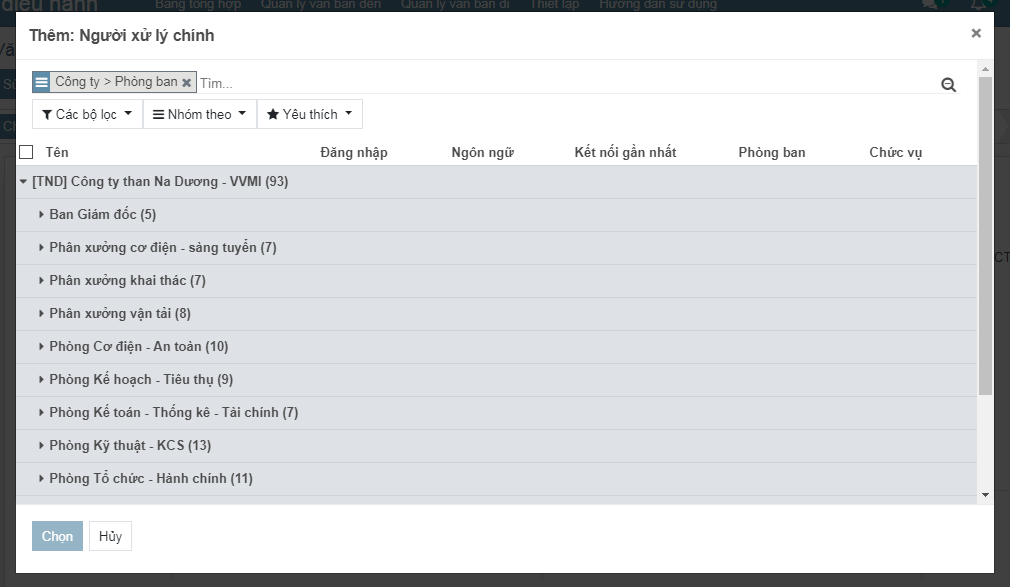 điều hành Bảng tổng hợp Quản lý văn bản đến Quản lý văn bản đi Thiết lập Hướng dẫn sử dụng
Thêm: Người xử lý chính ×
Công ty > Phòng ban × Tìm...
Các bộ lọc Nhóm theo Yêu thích
Tên Đăng nhập Ngôn ngữ Kết nối gần nhất Phòng ban Chức vụ
[TND] Công ty than Na Dương - VVMI (93)
Ban Giám đốc (5)
Phân xưởng cơ điện - sàng tuyển (7)
Phân xưởng khai thác (7)
Phân xưởng vận tải (8)
Phòng Cơ điện - An toàn (10)
Phòng Kế hoạch - Tiêu thụ (9)
Phòng Kế toán - Thống kê - Tài chính (7)
Phòng Kỹ thuật - KCS (13)
Phòng Tổ chức - Hành chính (11)
Chọn Hủy